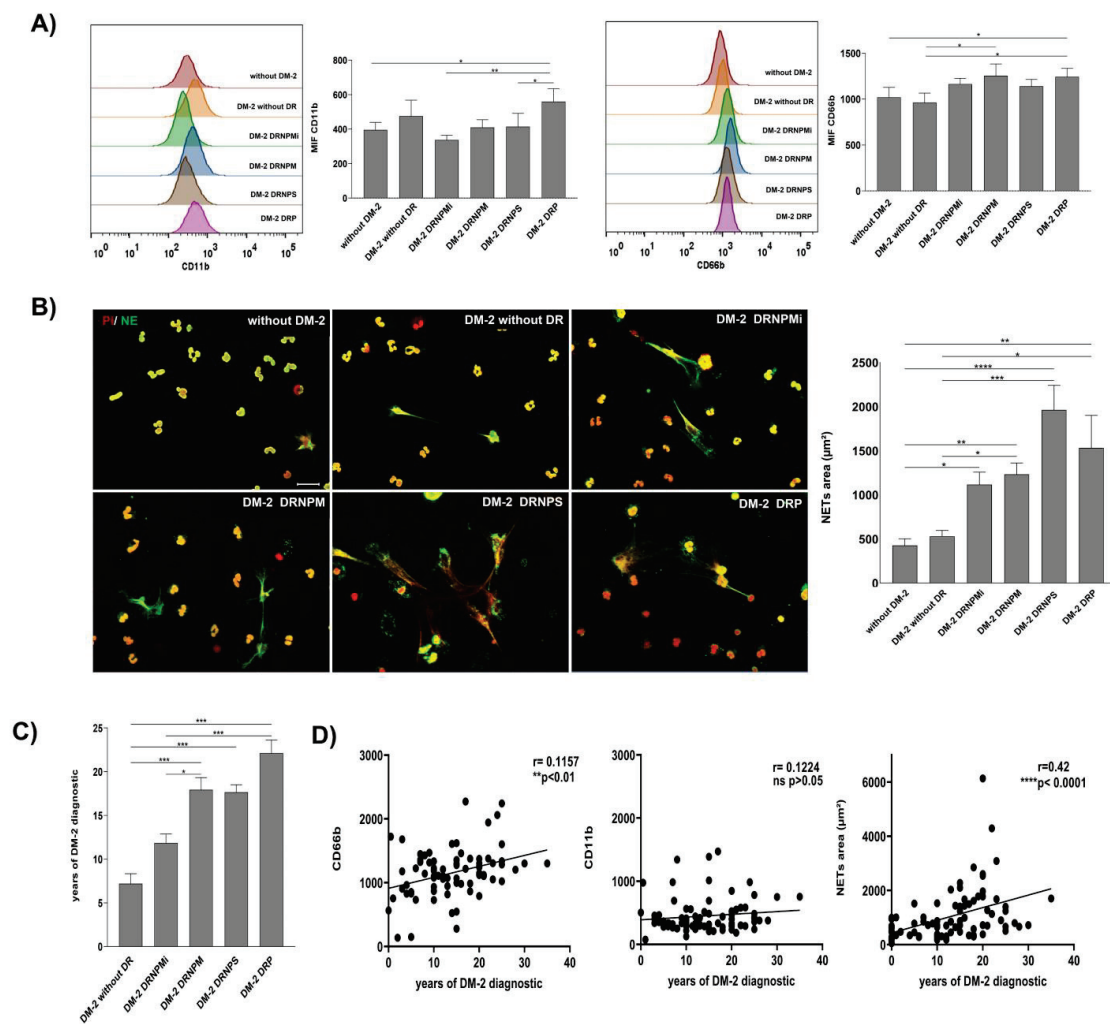 A)
without DM-2
DM-2 without DR
DM-2 DRNPMi
DM-2 DRNPM
DM-2 DRNPS
DM-2 DRP
10⁰ 10¹ 10² 10³ 10⁴ 10⁵
CD11b
MIF CD11b
800
600
400
200
0
*
**
*
without DM-2
DM-2 without DR
DM-2 DRNPMi
DM-2 DRNPM
DM-2 DRNPS
DM-2 DRP
without DM-2
DM-2 without DR
DM-2 DRNPMi
DM-2 DRNPM
DM-2 DRNPS
DM-2 DRP
10⁰ 10¹ 10² 10³ 10⁴ 10⁵
CD66b
MIF CD66b
1500
1000
500
0
*
*
*
without DM-2
DM-2 without DR
DM-2 DRNPMi
DM-2 DRNPM
DM-2 DRNPS
DM-2 DRP
B)
PI/ NE
without DM-2
DM-2 without DR
DM-2 DRNPMi
DM-2 DRNPM
DM-2 DRNPS
DM-2 DRP
NETs area (µm²)
2500
2000
1500
1000
500
0
**
*
****
***
**
*
*
without DM-2
DM-2 without DR
DM-2 DRNPMi
DM-2 DRNPM
DM-2 DRNPS
DM-2 DRP
C)
years of DM-2 diagnostic
25
20
15
10
5
0
***
***
***
***
*
DM-2 without DR
DM-2 DRNPMi
DM-2 DRNPM
DM-2 DRNPS
DM-2 DRP
D)
CD66b
3000
2000
1000
0
r= 0.1157
**p<0.01
0 10 20 30 40
years of DM-2 diagnostic
CD11b
3000
2000
1000
0
r= 0.1224
ns p>0.05
0 10 20 30 40
years of DM-2 diagnostic
NETs area (µm²)
6000
4000
2000
0
r=0.42
****p< 0.0001
0 10 20 30 40
years of DM-2 diagnostic